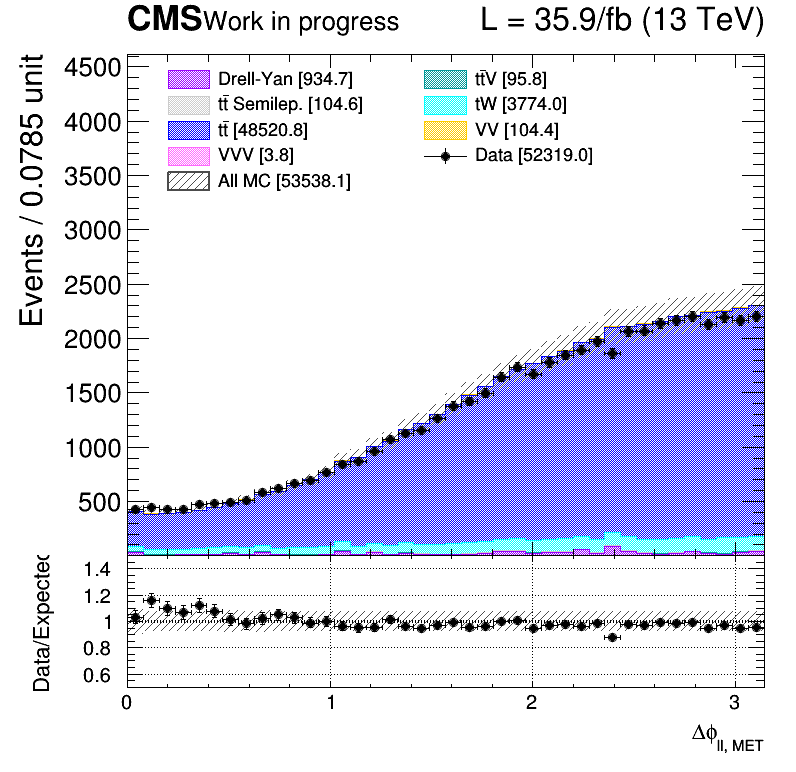 CMS Work in progress L = 35.9/fb (13 TeV)
Events / 0.0785 unit
4500
4000
3500
3000
2500
2000
1500
1000
500
Drell-Yan [934.7]
tt̄ Semilep. [104.6]
tt̄ [48520.8]
VVV [3.8]
All MC [53538.1]
tt̄V [95.8]
tW [3774.0]
VV [104.4]
Data [52319.0]
Data/Expected
1.4
1.2
1
0.8
0.6
0 1 2 3
Δϕll, MET